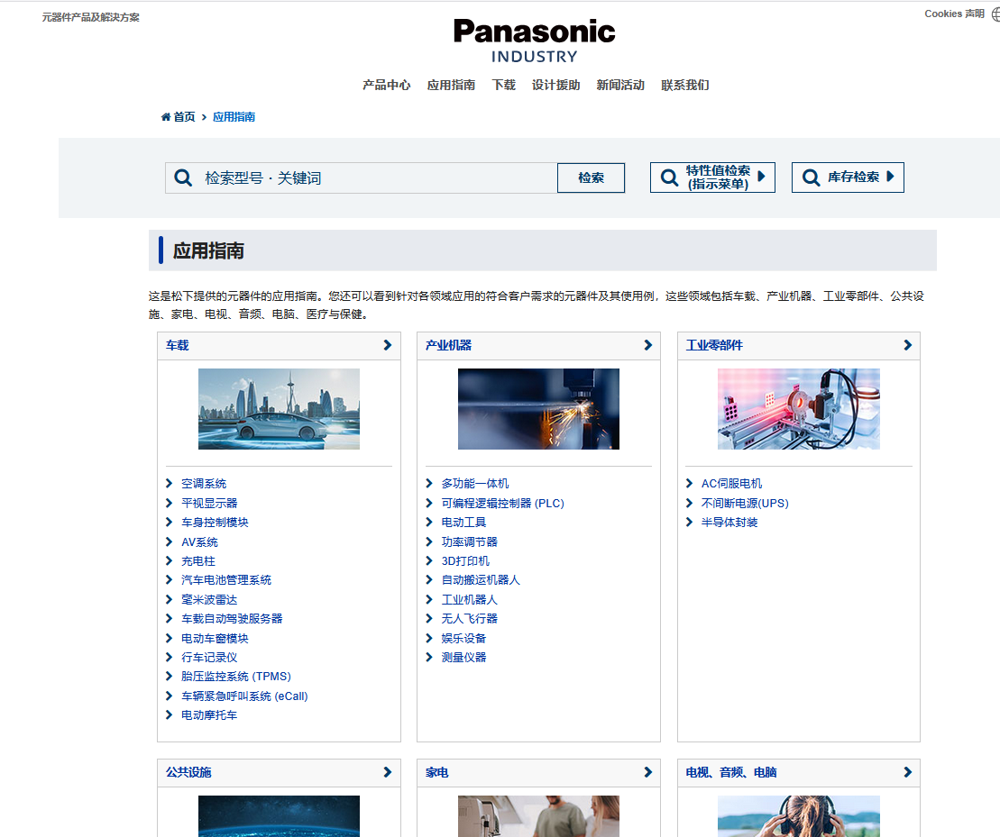 元器件产品及解决方案
Cookies 声明
Panasonic
INDUSTRY
产品中心 应用指南 下载 设计援助 新闻活动 联系我们
首页 应用指南
检索型号・关键词
检索
特性值检索
(指示菜单)
库存检索
应用指南
这是松下提供的元器件的应用指南。您还可以看到针对各领域应用的符合客户需求的元器件及其使用例，这些领域包括车载、产业机器、工业零部件、公共设
施、家电、电视、音频、电脑、医疗与保健。
车载
空调系统
平视显示器
车身控制模块
AV系统
充电柱
汽车电池管理系统
毫米波雷达
车载自动驾驶服务器
电动车窗模块
行车记录仪
胎压监控系统 (TPMS)
车辆紧急呼叫系统 (eCall)
电动摩托车
产业机器
多功能一体机
可编程逻辑控制器 (PLC)
电动工具
功率调节器
3D打印机
自动搬运机器人
工业机器人
无人飞行器
娱乐设备
测量仪器
工业零部件
AC伺服电机
不间断电源(UPS)
半导体封装
公共设施
家电
电视、音频、电脑